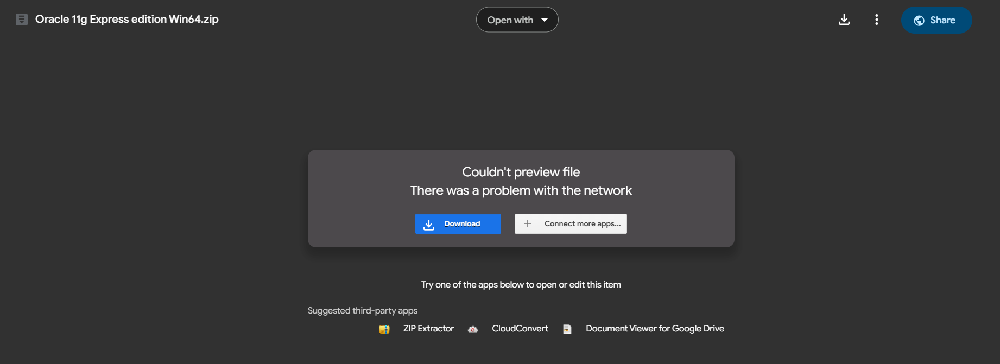 Oracle 11g Express edition Win64.zip
Open with
Share
Couldn't preview file
There was a problem with the network
Download
Connect more apps...
Try one of the apps below to open or edit this item
Suggested third-party apps
ZIP Extractor
CloudConvert
Document Viewer for Google Drive